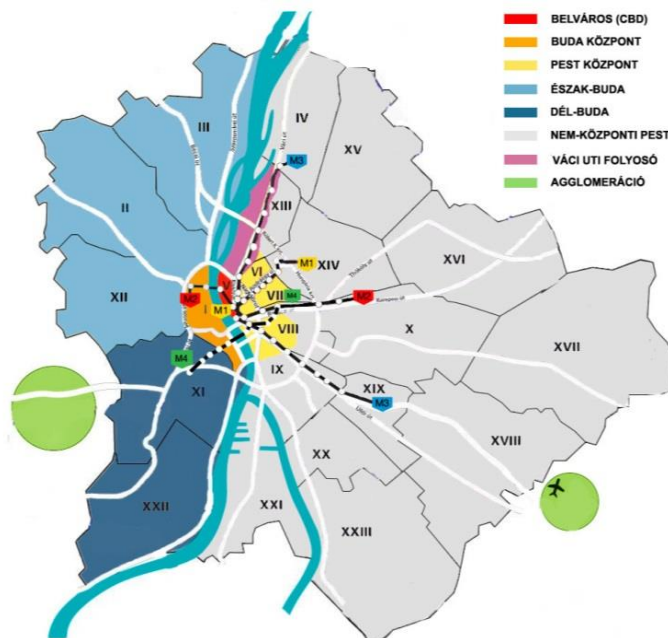 BELVÁROS (CBD)
BUDA KÖZPONT
PEST KÖZPONT
ÉSZAK-BUDA
DÉL-BUDA
NEM-KÖZPONTI PEST
VÁCI UTI FOLYOSÓ
AGGLOMERÁCIÓ
III
IV
XV
M3
XIII
II
VI
M1
XIV
XVI
XII
M2
V
VII
M4
M2
M1
I
VIII
X
XVII
M4
XI
IX
XIX
M3
XVIII
XX
XXII
XXI
XXIII